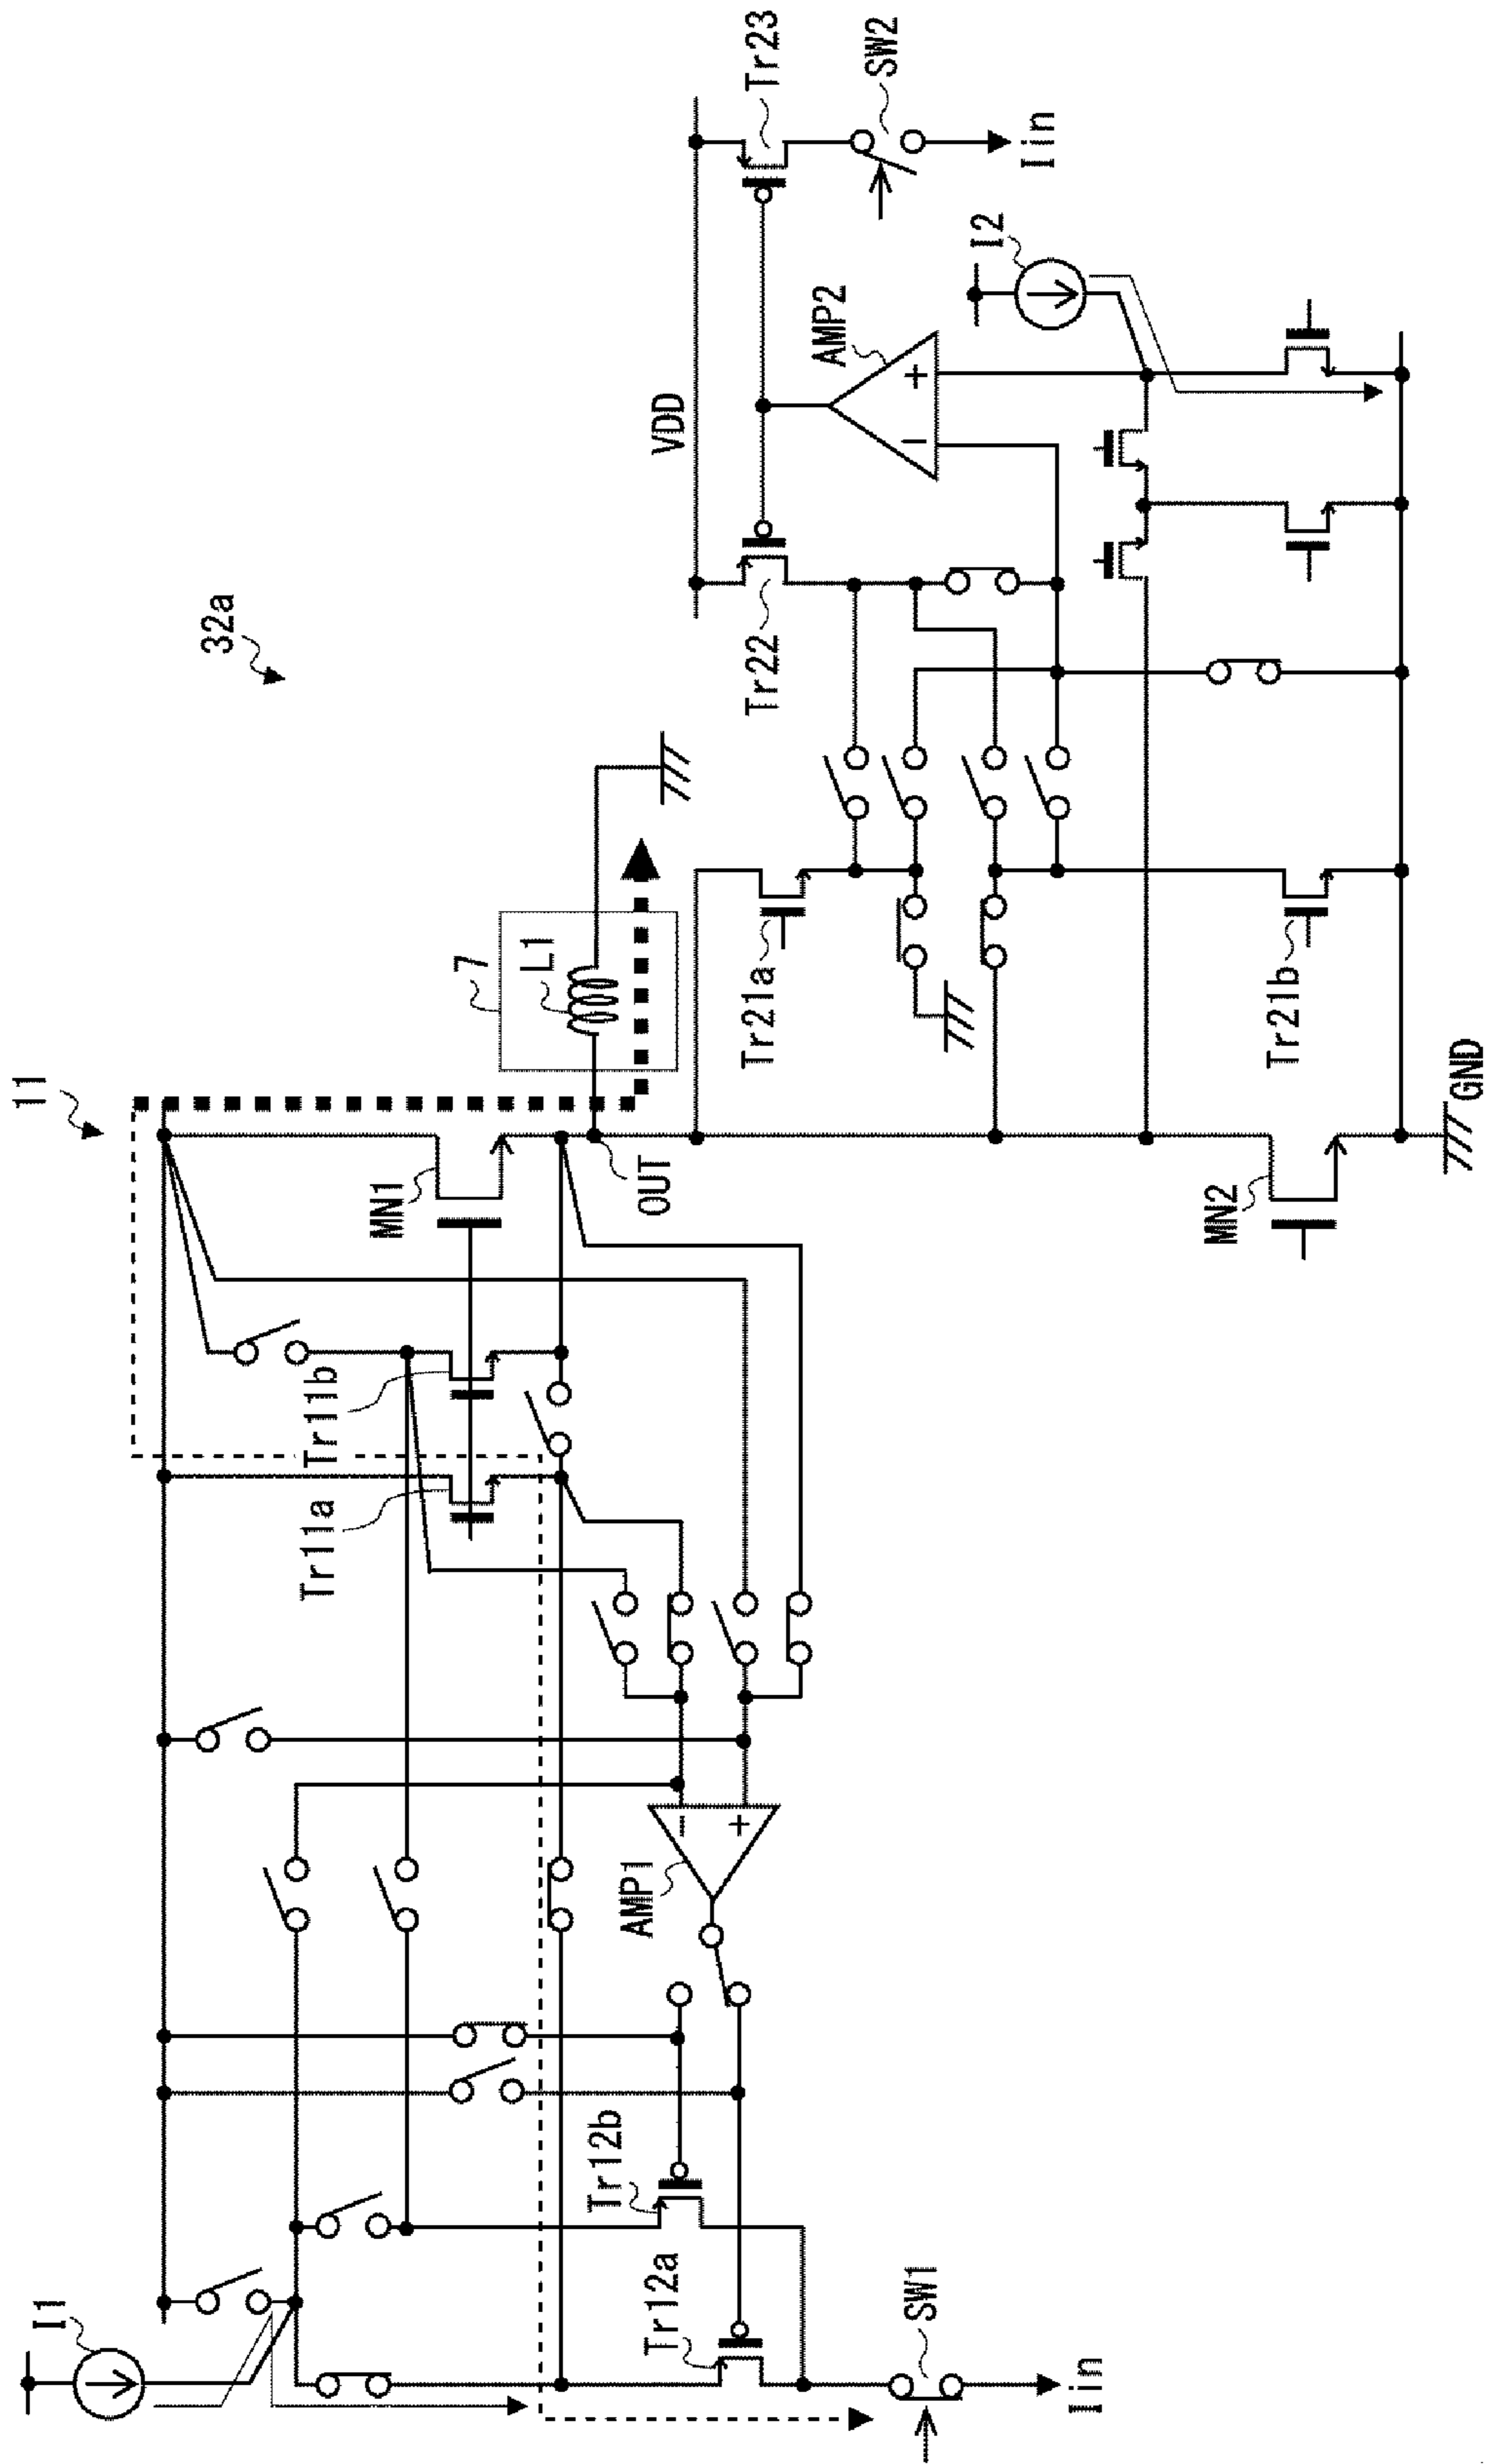 32a
11
7
L1
VDD
Tr22
Tr23
SW2
Iin
I2
AMP2
+
−
Tr21a
Tr21b
GND
MN1
OUT
MN2
Tr11b
Tr11a
AMP1
−
+
Tr12b
Tr12a
I1
SW1
Iin